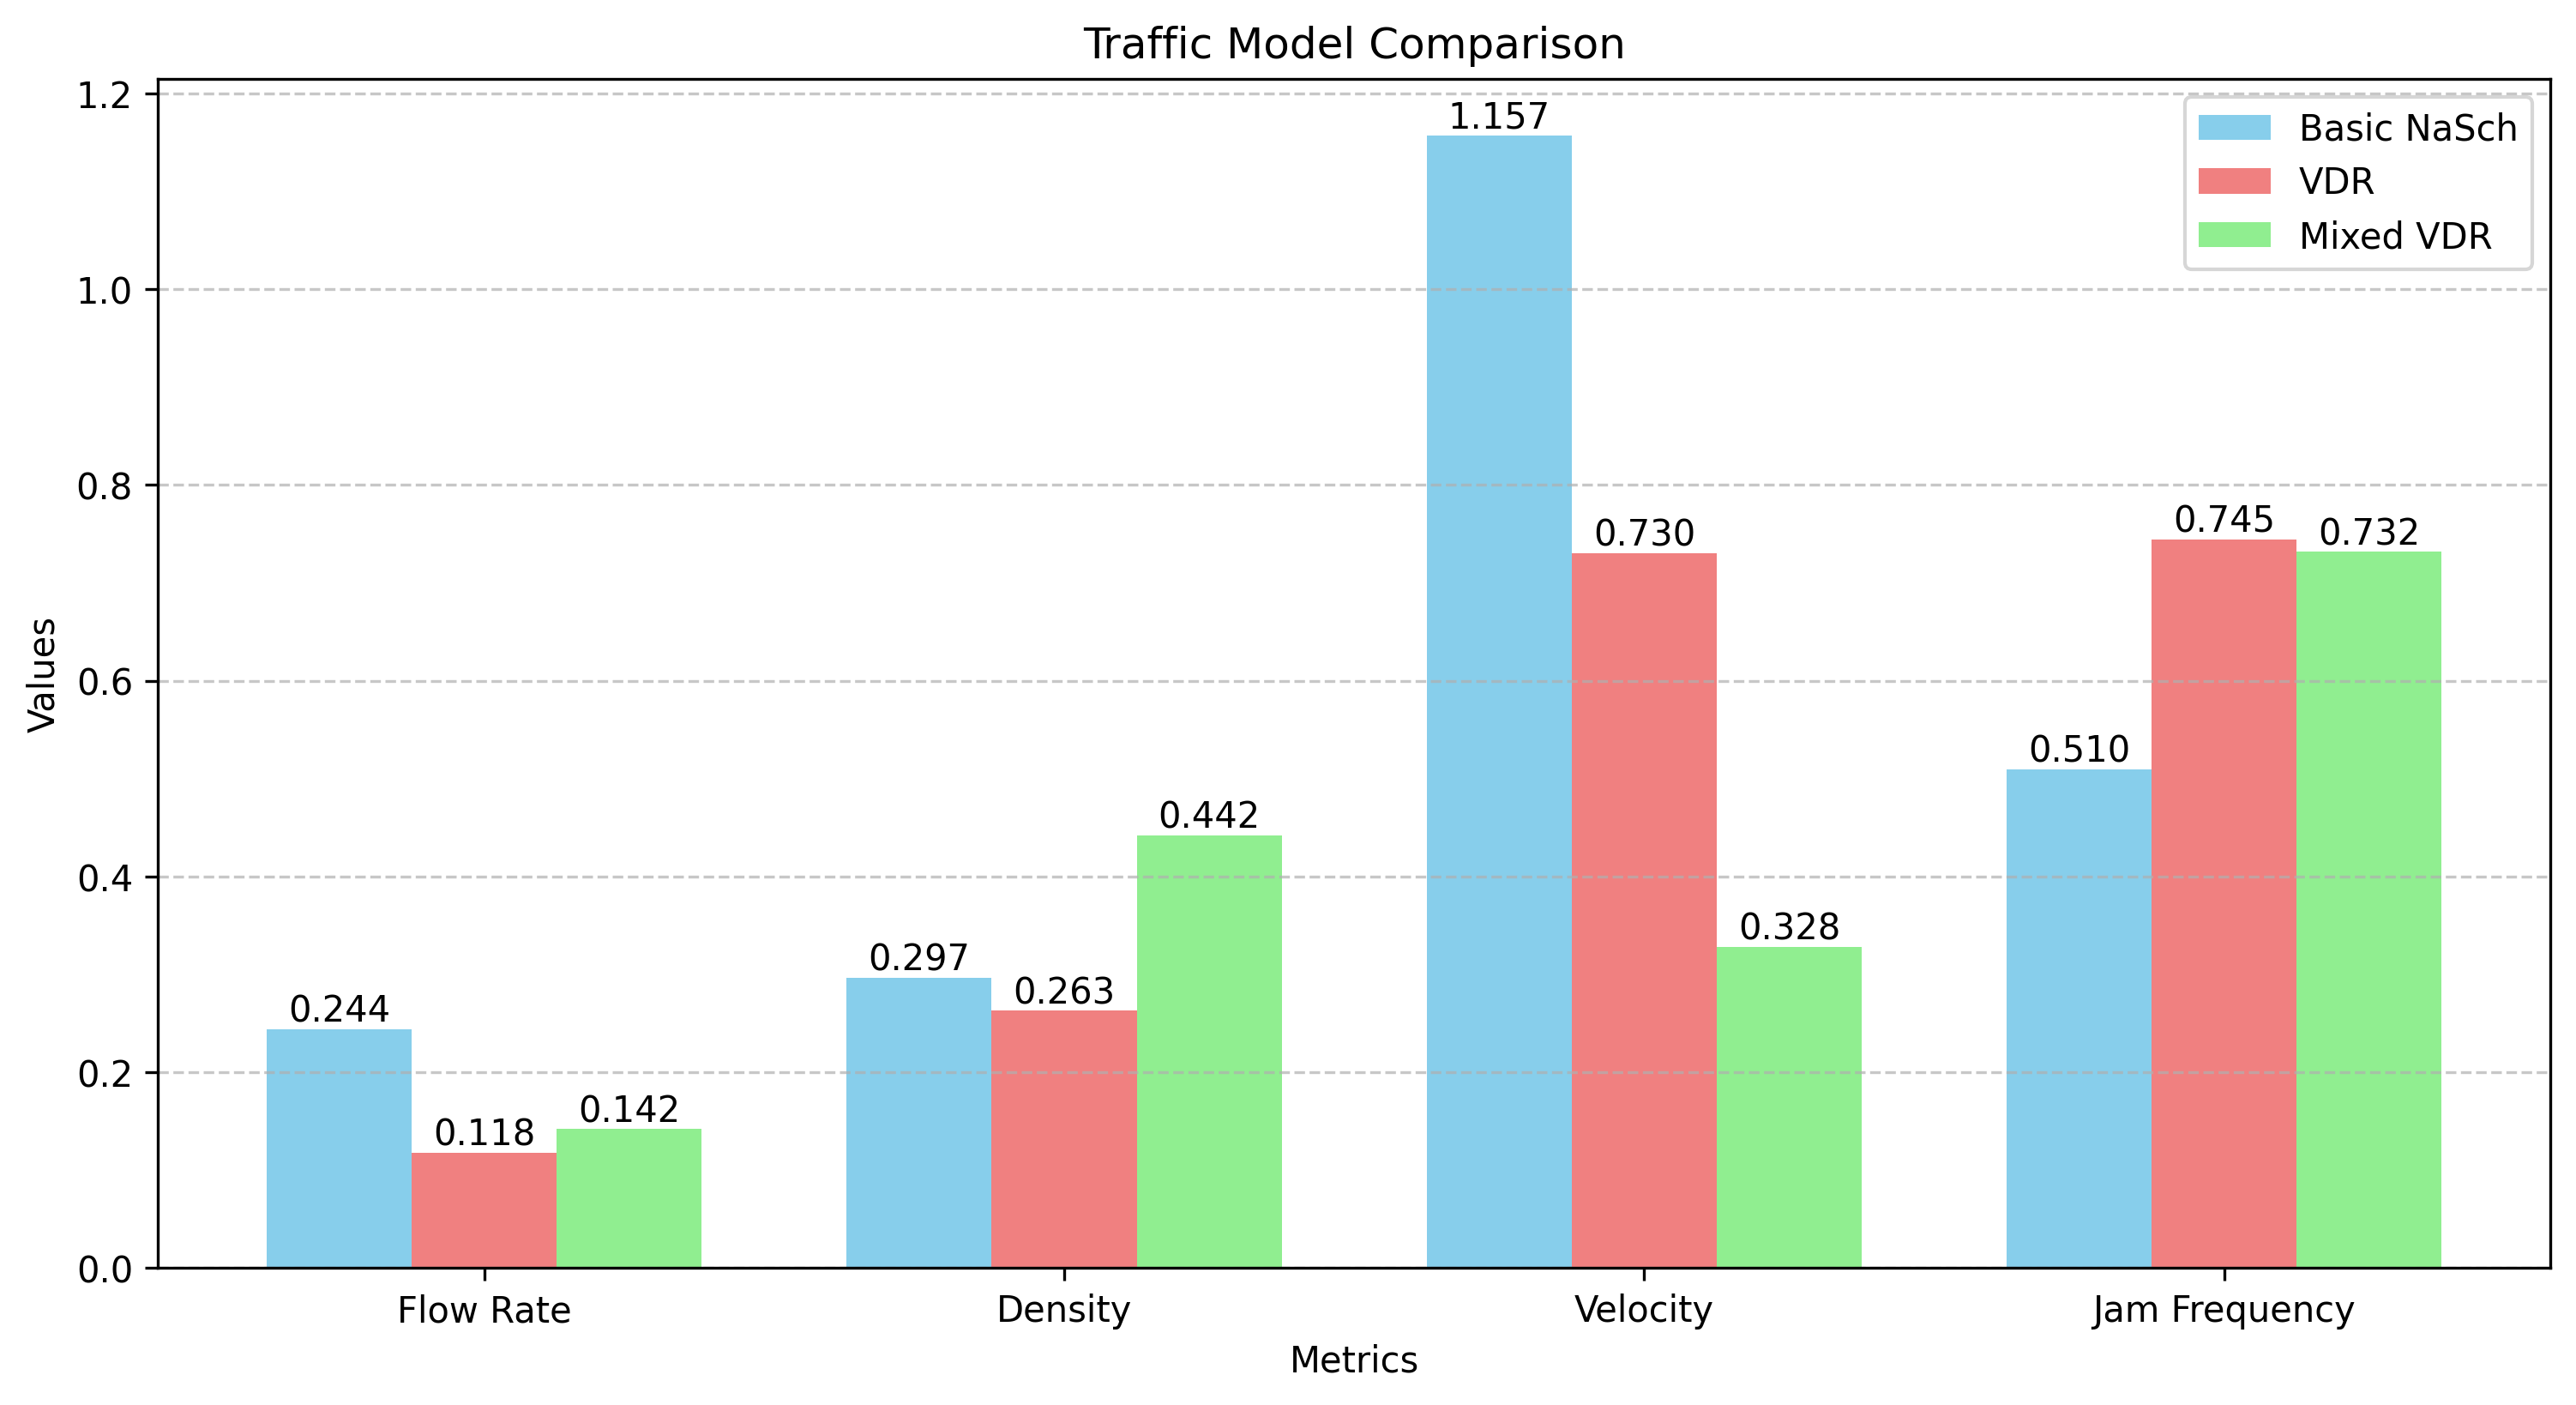 Traffic Model Comparison
1.2
1.0
0.8
0.6
0.4
0.2
0.0
Values
Basic NaSch
VDR
Mixed VDR
0.244
0.118
0.142
0.297
0.263
0.442
1.157
0.730
0.328
0.510
0.745
0.732
Flow Rate
Density
Velocity
Jam Frequency
Metrics